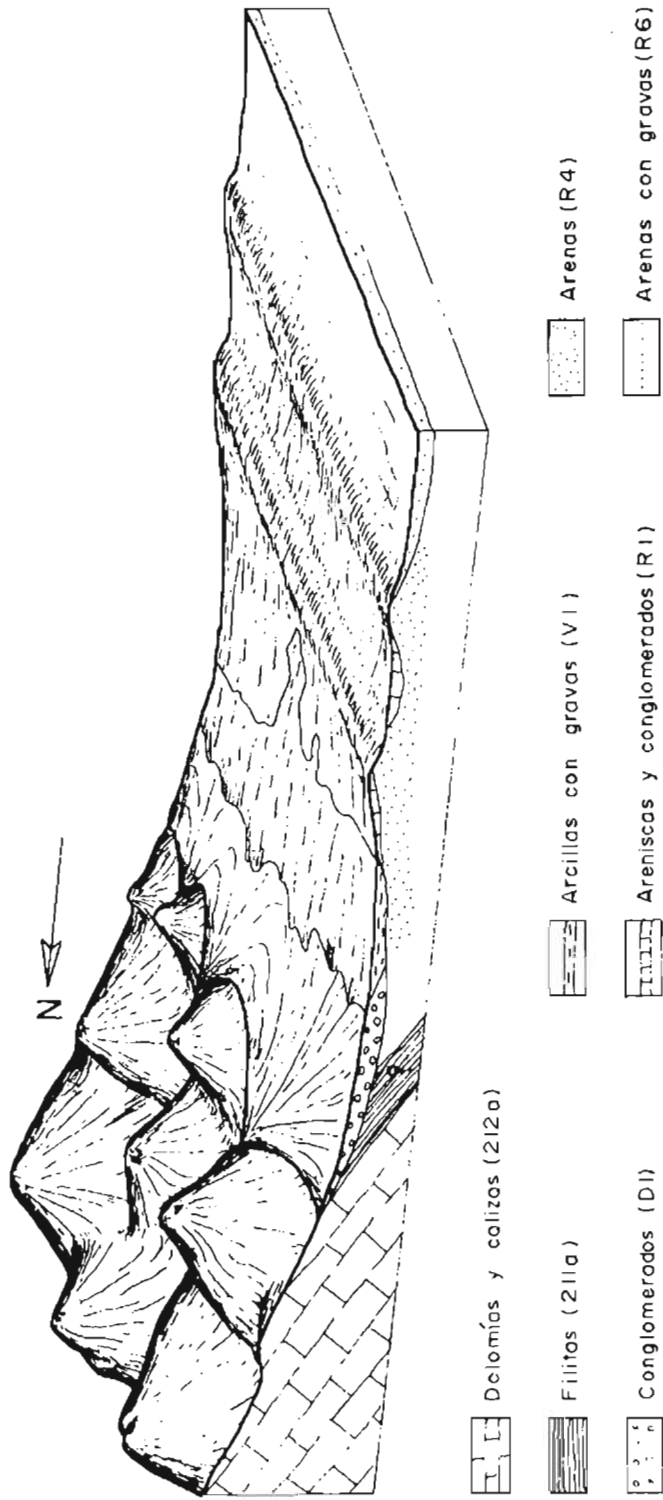 N
Dolomías y calizas (212a)
Filitas (211a)
Conglomerados (D1)
Arcillas con gravas (V1)
Areniscas y conglomerados (R1)
Arenas (R4)
Arenas con gravas (R6)